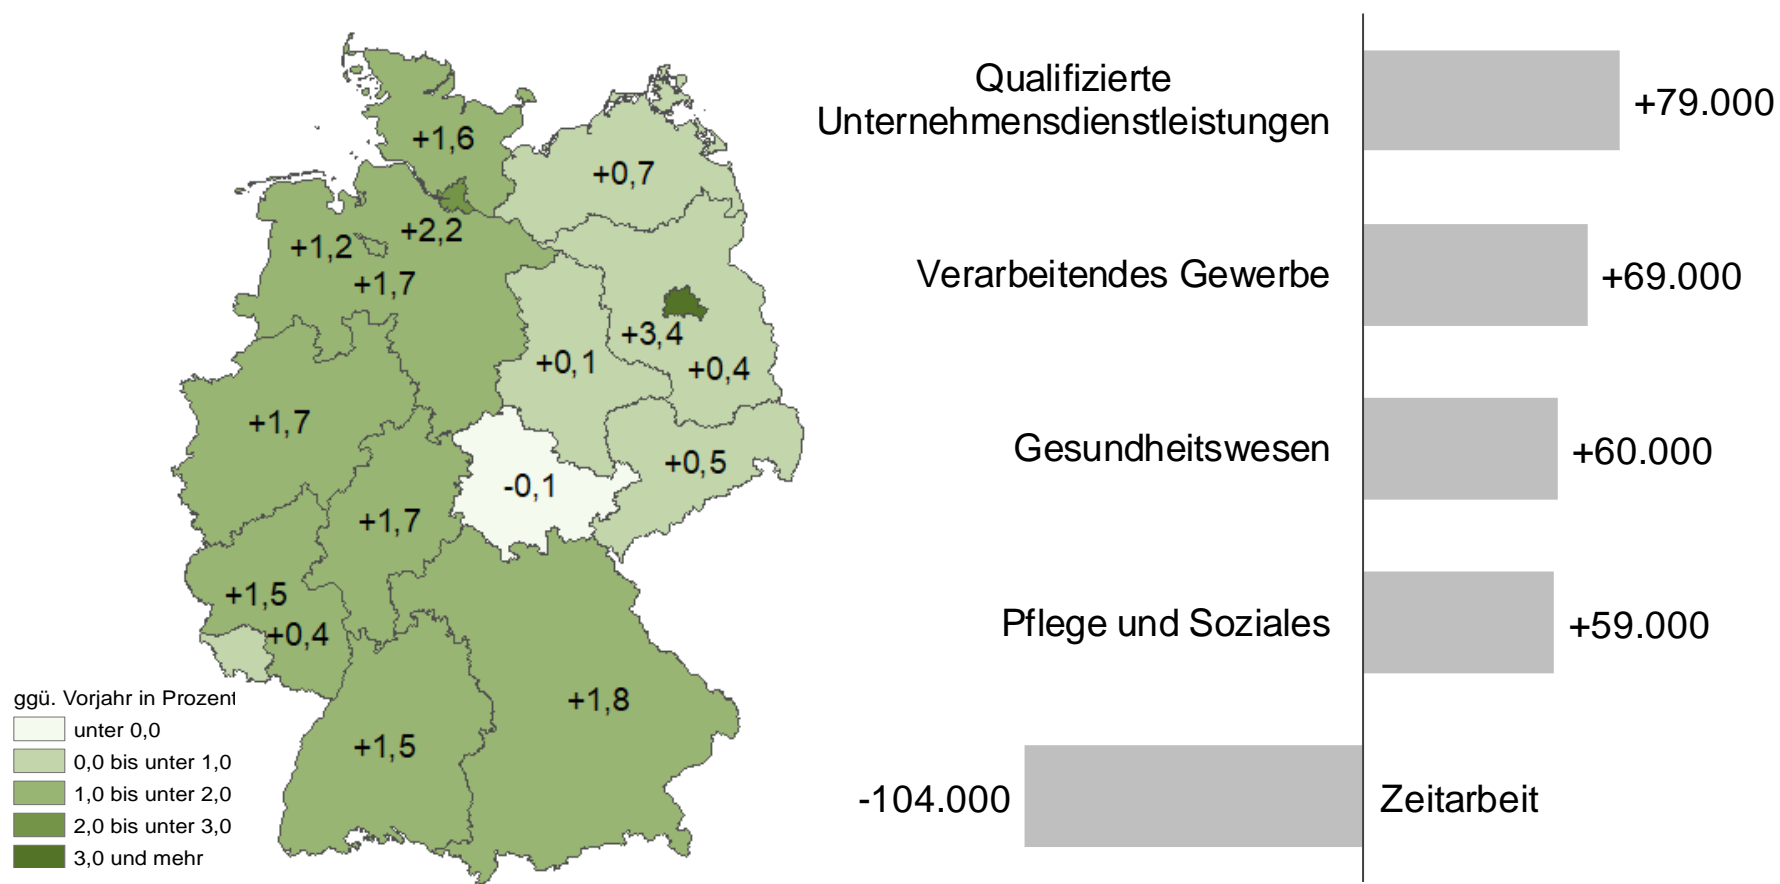 +1,6
+0,7
+2,2
+1,2
+1,7
+3,4
+0,1
+0,4
+1,7
+0,5
-0,1
+1,7
+1,5
+0,4
+1,8
+1,5
ggü. Vorjahr in Prozent
unter 0,0
0,0 bis unter 1,0
1,0 bis unter 2,0
2,0 bis unter 3,0
3,0 und mehr
Qualifizierte
Unternehmensdienstleistungen
+79.000
Verarbeitendes Gewerbe
+69.000
Gesundheitswesen
+60.000
Pflege und Soziales
+59.000
-104.000
Zeitarbeit